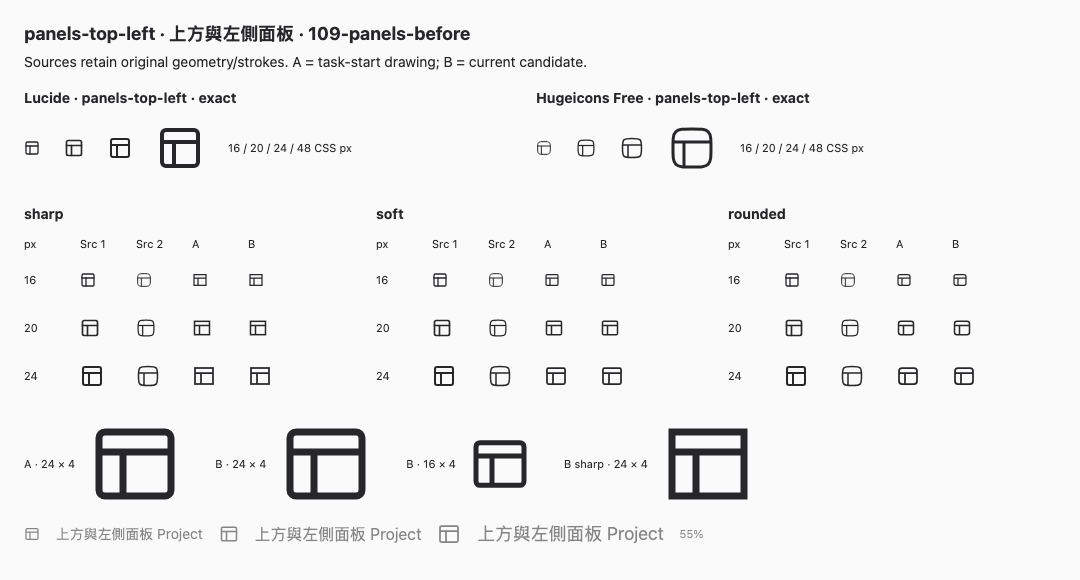 panels-top-left · 上方與左側面板 · 109-panels-before
Sources retain original geometry/strokes. A = task-start drawing; B = current candidate.
Lucide · panels-top-left · exact
Hugeicons Free · panels-top-left · exact
16 / 20 / 24 / 48 CSS px
16 / 20 / 24 / 48 CSS px
sharp
soft
rounded
px Src 1 Src 2 A B
px Src 1 Src 2 A B
px Src 1 Src 2 A B
16
16
16
20
20
20
24
24
24
A · 24 × 4
B · 24 × 4
B · 16 × 4
B sharp · 24 × 4
上方與左側面板 Project
上方與左側面板 Project
上方與左側面板 Project
55%